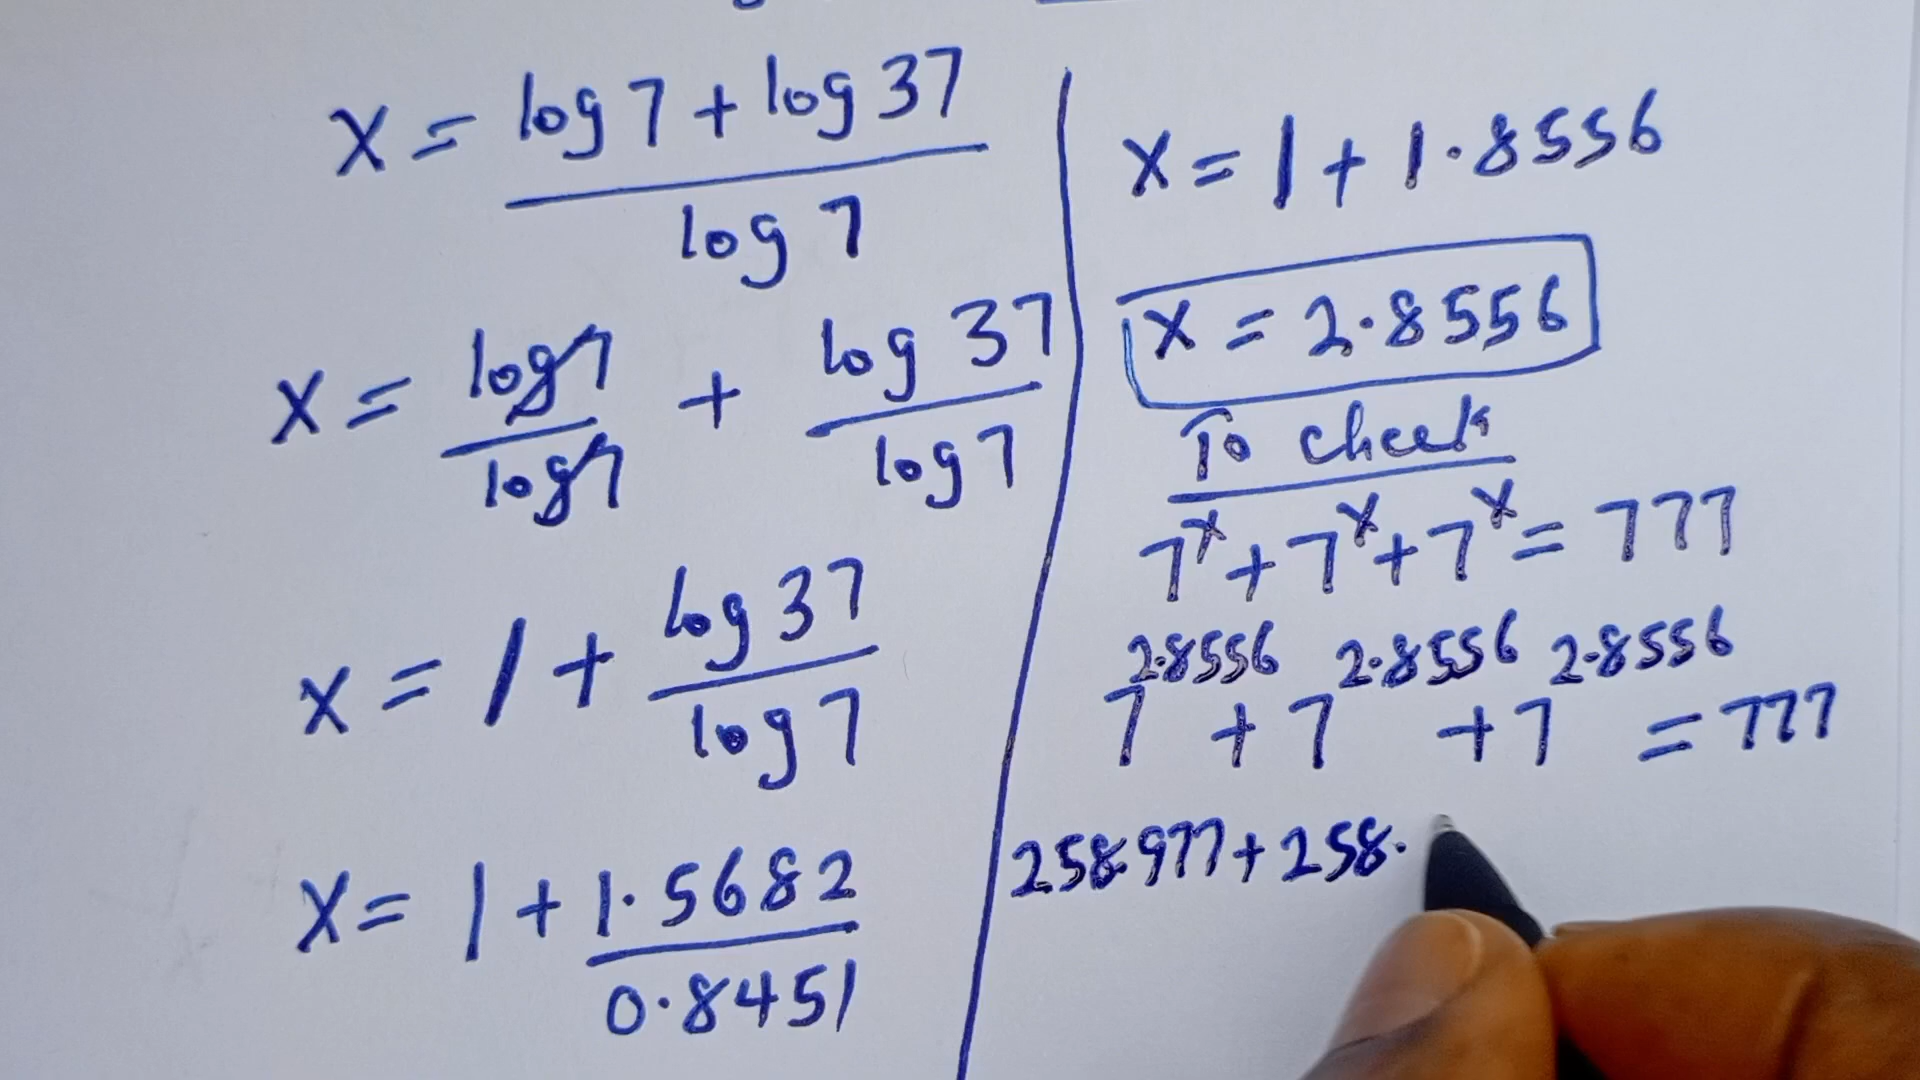 x = log 7 + log 37
log 7
x = log7 + log 37
log7 log 7
x = 1 + log 37
log 7
x = 1 + 1.5682
0.8451
x = 1 + 1.8556
x = 2.8556
To check
7^x + 7^x + 7^x = 777
7^2.8556 + 7^2.8556 + 7^2.8556 = 777
258.977 + 258.